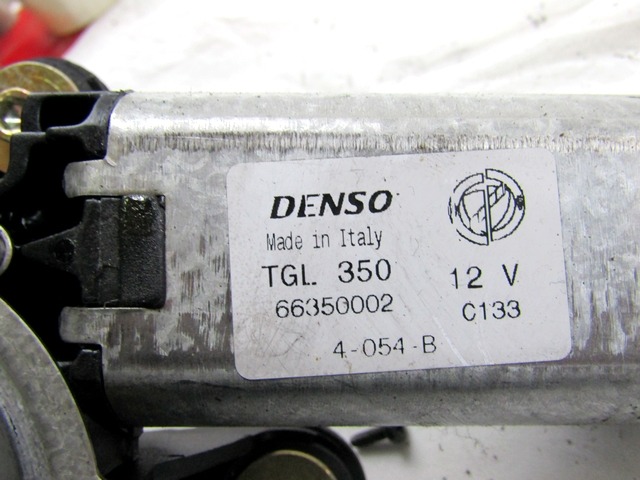 DENSO
Made in Italy
TGL 350 12 V
66350002 C133
4-054-B